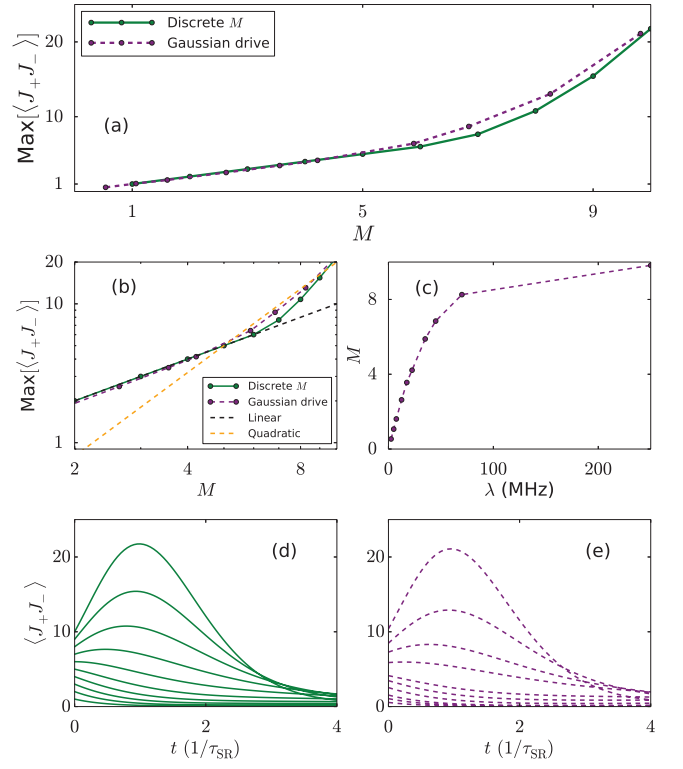 Discrete M
Gaussian drive
(a)
Max[⟨J₊J₋⟩]
20
10
1
1
5
9
M
(b)
Max[⟨J₊J₋⟩]
20
10
1
Discrete M
Gaussian drive
Linear
Quadratic
2
4
8
M
(c)
M
8
4
0
0
100
200
λ (MHz)
(d)
⟨J₊J₋⟩
20
10
0
0
2
4
t (1/τSR)
(e)
20
10
0
0
2
4
t (1/τSR)